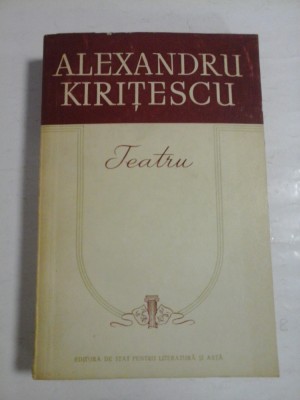 ALEXANDRU
KIRIȚESCU
Teatru
EDITURA DE STAT PENTRU LITERATURĂ ȘI ARTĂ